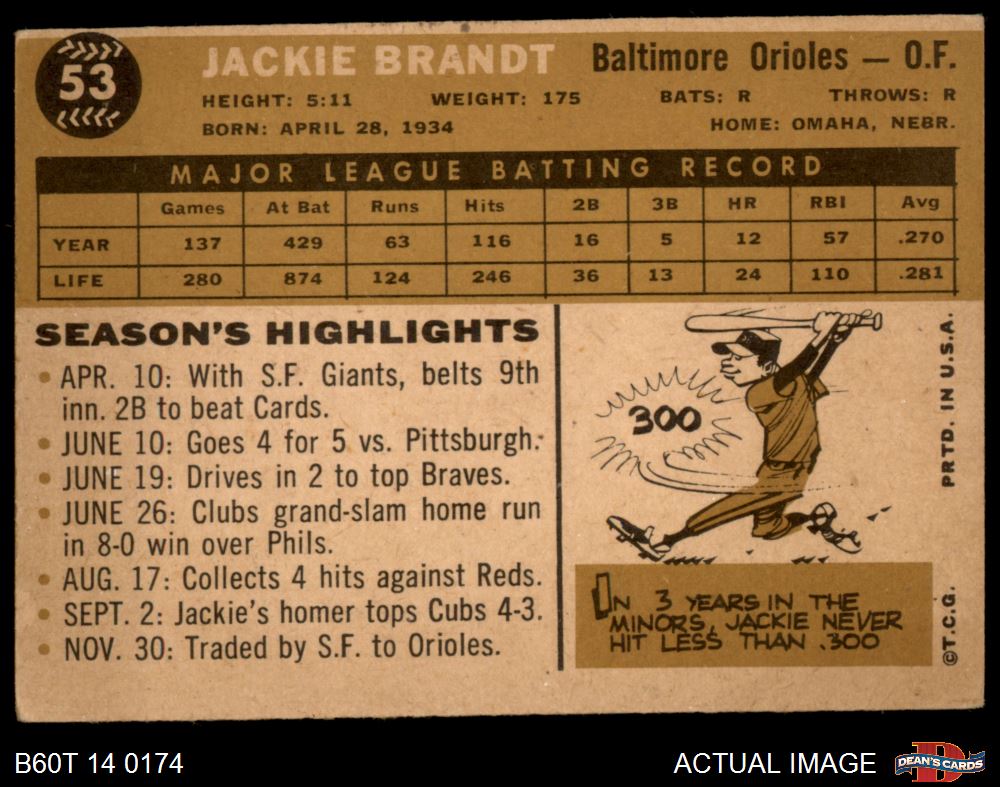 53
JACKIE BRANDT Baltimore Orioles — O.F.
HEIGHT: 5:11 WEIGHT: 175 BATS: R THROWS: R
BORN: APRIL 28, 1934 HOME: OMAHA, NEBR.
MAJOR LEAGUE BATTING RECORD
Games At Bat Runs Hits 2B 3B HR RBI Avg
YEAR 137 429 63 116 16 5 12 57 .270
LIFE 280 874 124 246 36 13 24 110 .281
SEASON'S HIGHLIGHTS
• APR. 10: With S.F. Giants, belts 9th
inn. 2B to beat Cards.
• JUNE 10: Goes 4 for 5 vs. Pittsburgh.
• JUNE 19: Drives in 2 to top Braves.
• JUNE 26: Clubs grand-slam home run
in 8-0 win over Phils.
• AUG. 17: Collects 4 hits against Reds.
• SEPT. 2: Jackie's homer tops Cubs 4-3.
• NOV. 30: Traded by S.F. to Orioles.
300
IN 3 YEARS IN THE
MINORS, JACKIE NEVER
HIT LESS THAN .300
©T.C.G. PRTD. IN U.S.A.
B60T 14 0174 ACTUAL IMAGE DEAN'S CARDS